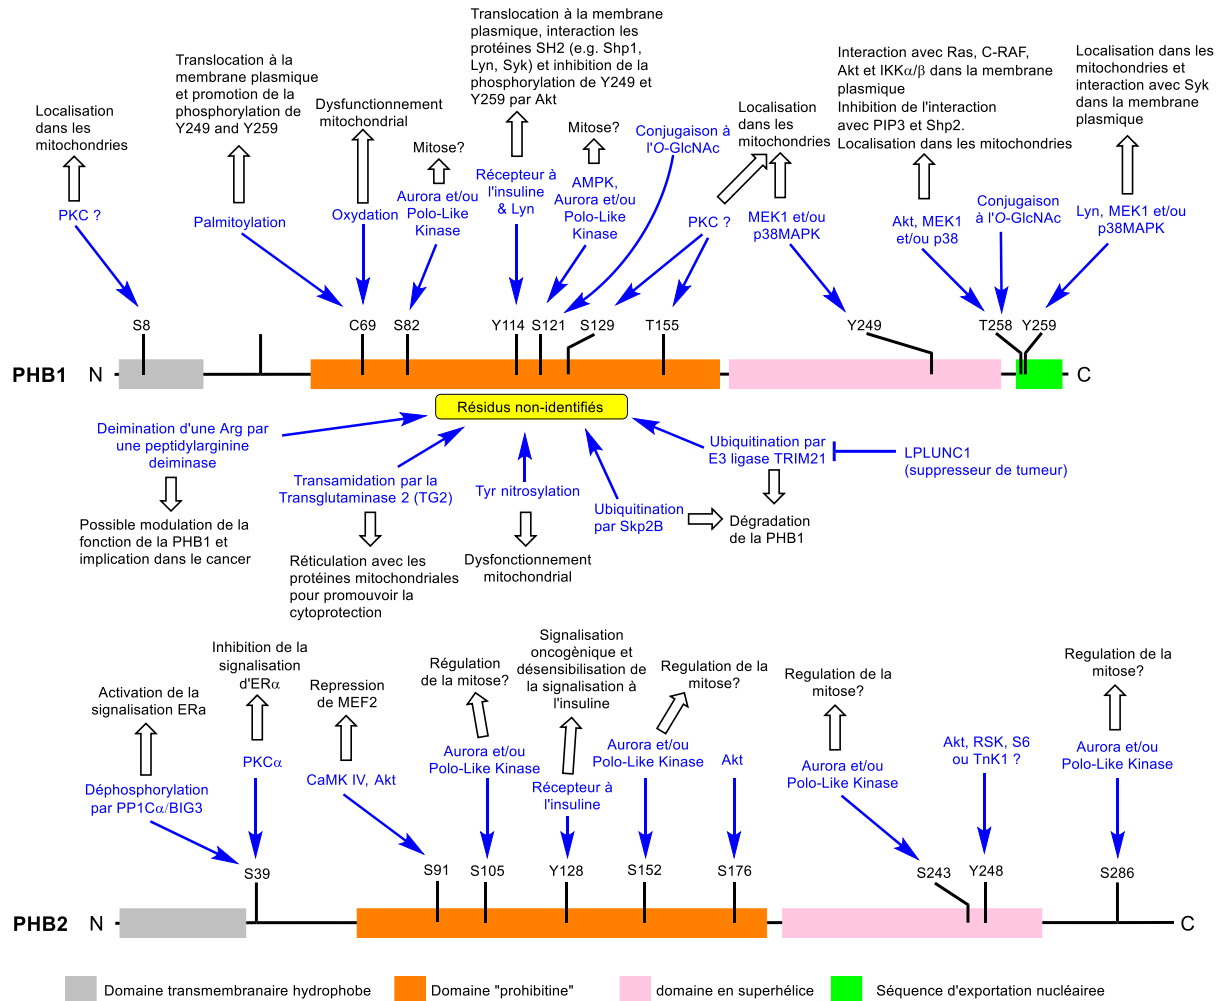 Localisation
dans les
mitochondries
PKC ?
S8
Translocation à la
membrane plasmique
et promotion de la
phosphorylation de
Y249 and Y259
Palmitoylation
Dysfunctionnement
mitochondrial
Oxydation
C69
Mitose?
Aurora et/ou
Polo-Like
Kinase
S82
Translocation à la membrane
plasmique, interaction les
protéines SH2 (e.g. Shp1,
Lyn, Syk) et inhibition de la
phosphorylation de Y249 et
Y259 par Akt
Récepteur à
l'insuline
& Lyn
Y114
Mitose?
AMPK,
Aurora et/ou
Polo-Like
Kinase
S121
Conjugaison à
l'O-GlcNAc
S129
PKC ?
T155
Localisation
dans les
mitochondries
MEK1 et/ou
p38MAPK
Y249
Interaction avec Ras, C-RAF,
Akt et IKKα/β dans la membrane
plasmique
Inhibition de l'interaction
avec PIP3 et Shp2.
Localisation dans les mitochondries
Akt, MEK1
et/ou p38
Conjugaison
à l'O-GlcNAc
T258
Localisation dans les
mitochondries et
interaction avec Syk
dans la membrane
plasmique
Lyn, MEK1 et/ou
p38MAPK
Y259
PHB1 N C
Résidus non-identifiés
Deimination d'une Arg par
une peptidylarginine
deiminase
Possible modulation de la
fonction de la PHB1 et
implication dans le cancer
Transamidation par la
Transglutaminase 2 (TG2)
Réticulation avec les
protéines mitochondriales
pour promouvoir la
cytoprotection
Tyr nitrosylation
Dysfonctionnement
mitochondrial
Ubiquitination
par Skp2B
Ubiquitination par
E3 ligase TRIM21
Dégradation
de la PHB1
LPLUNC1
(suppresseur de tumeur)
Activation de la
signalisation ERa
Déphosphorylation
par PP1Cα/BIG3
Inhibition de la
signalisation
d'ERα
PKCα
S39
Repression
de MEF2
CaMK IV, Akt
S91
Régulation
de la mitose?
Aurora et/ou
Polo-Like Kinase
S105
Signalisation
oncogènique et
désensibilisation de
la signalisation à
l'insuline
Récepteur à
l'insuline
Y128
Regulation de la
mitose?
Aurora et/ou
Polo-Like Kinase
S152
Akt
S176
Regulation de la
mitose?
Aurora et/ou
Polo-Like Kinase
S243
Akt, RSK, S6
ou TnK1 ?
Y248
Regulation de la
mitose?
Aurora et/ou
Polo-Like Kinase
S286
PHB2 N C
Domaine transmembranaire hydrophobe
Domaine "prohibitine"
domaine en superhélice
Séquence d'exportation nucléairee